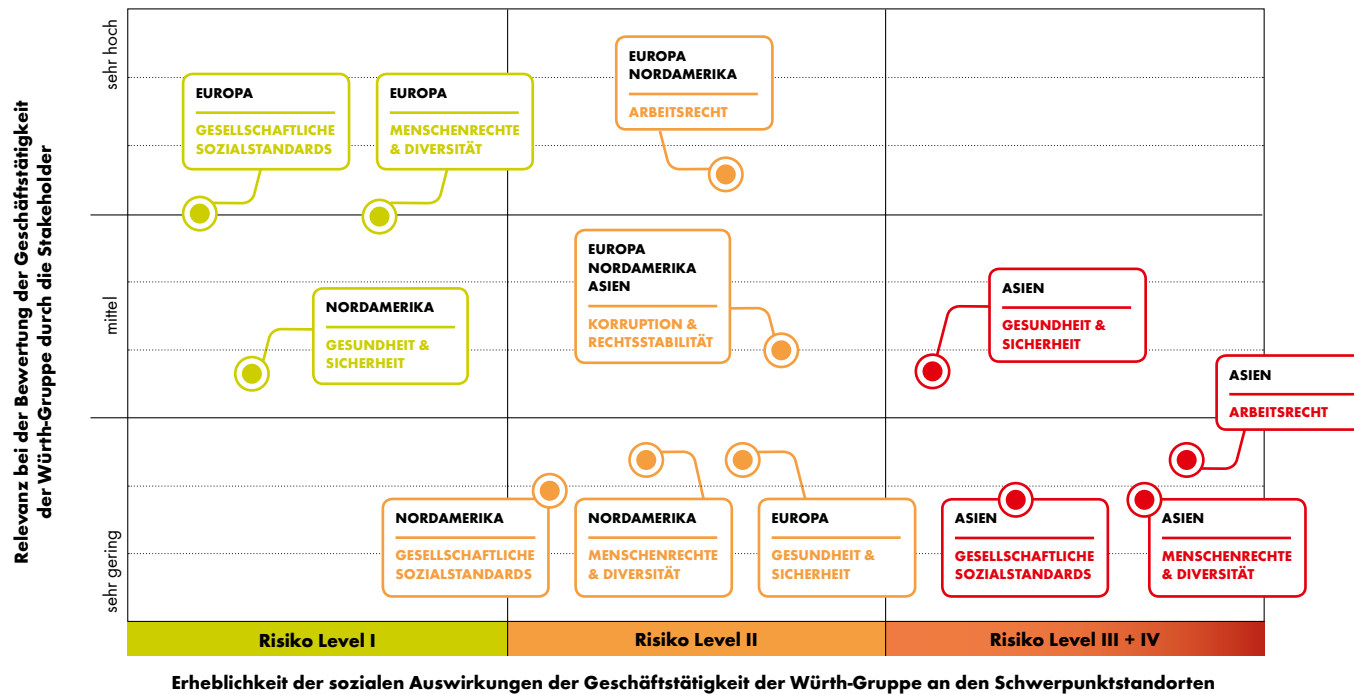 Relevanz bei der Bewertung der Geschäftstätigkeit
der Würth-Gruppe durch die Stakeholder
sehr hoch
mittel
sehr gering
EUROPA
GESELLSCHAFTLICHE
SOZIALSTANDARDS
EUROPA
MENSCHENRECHTE
& DIVERSITÄT
EUROPA
NORDAMERIKA
ARBEITSRECHT
NORDAMERIKA
GESUNDHEIT &
SICHERHEIT
EUROPA
NORDAMERIKA
ASIEN
KORRUPTION &
RECHTSSTABILITÄT
ASIEN
GESUNDHEIT &
SICHERHEIT
ASIEN
ARBEITSRECHT
NORDAMERIKA
GESELLSCHAFTLICHE
SOZIALSTANDARDS
NORDAMERIKA
MENSCHENRECHTE
& DIVERSITÄT
EUROPA
GESUNDHEIT &
SICHERHEIT
ASIEN
GESELLSCHAFTLICHE
SOZIALSTANDARDS
ASIEN
MENSCHENRECHTE
& DIVERSITÄT
Risiko Level I
Risiko Level II
Risiko Level III + IV
Erheblichkeit der sozialen Auswirkungen der Geschäftstätigkeit der Würth-Gruppe an den Schwerpunktstandorten